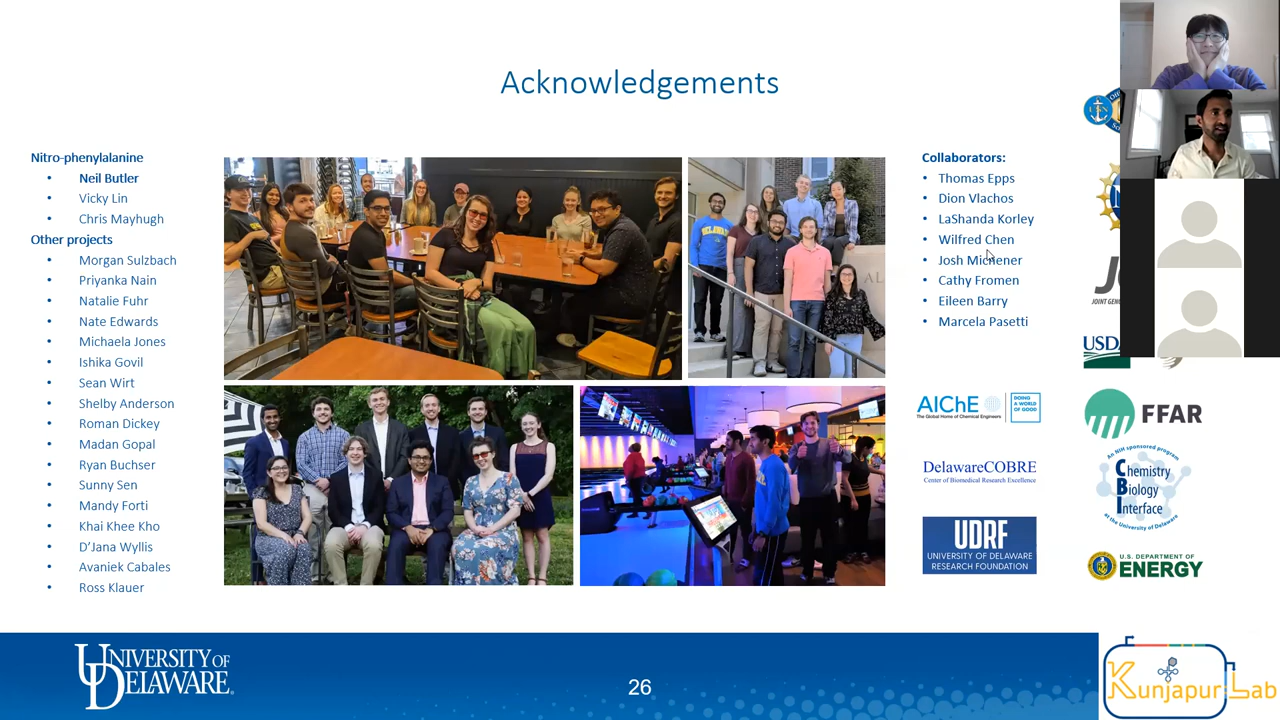 Acknowledgements
Nitro-phenylalanine
• Neil Butler
• Vicky Lin
• Chris Mayhugh
Other projects
• Morgan Sulzbach
• Priyanka Nain
• Natalie Fuhr
• Nate Edwards
• Michaela Jones
• Ishika Govil
• Sean Wirt
• Shelby Anderson
• Roman Dickey
• Madan Gopal
• Ryan Buchser
• Sunny Sen
• Mandy Forti
• Khai Khee Kho
• D'Jana Wyllis
• Avaniek Cabales
• Ross Klauer
Collaborators:
• Thomas Epps
• Dion Vlachos
• LaShanda Korley
• Wilfred Chen
• Josh Michener
• Cathy Fromen
• Eileen Barry
• Marcela Pasetti
USDA
AIChE
The Global Home of Chemical Engineers
DOING
A WORLD
OF GOOD
FFAR
DelawareCOBRE
Center of Biomedical Research Excellence
An NIH sponsored program
Chemistry
Biology
Interface
at the University of Delaware
UDRF
UNIVERSITY OF DELAWARE
RESEARCH FOUNDATION
U.S. DEPARTMENT OF
ENERGY
UNIVERSITY OF
DELAWARE
26
Kunjapur Lab